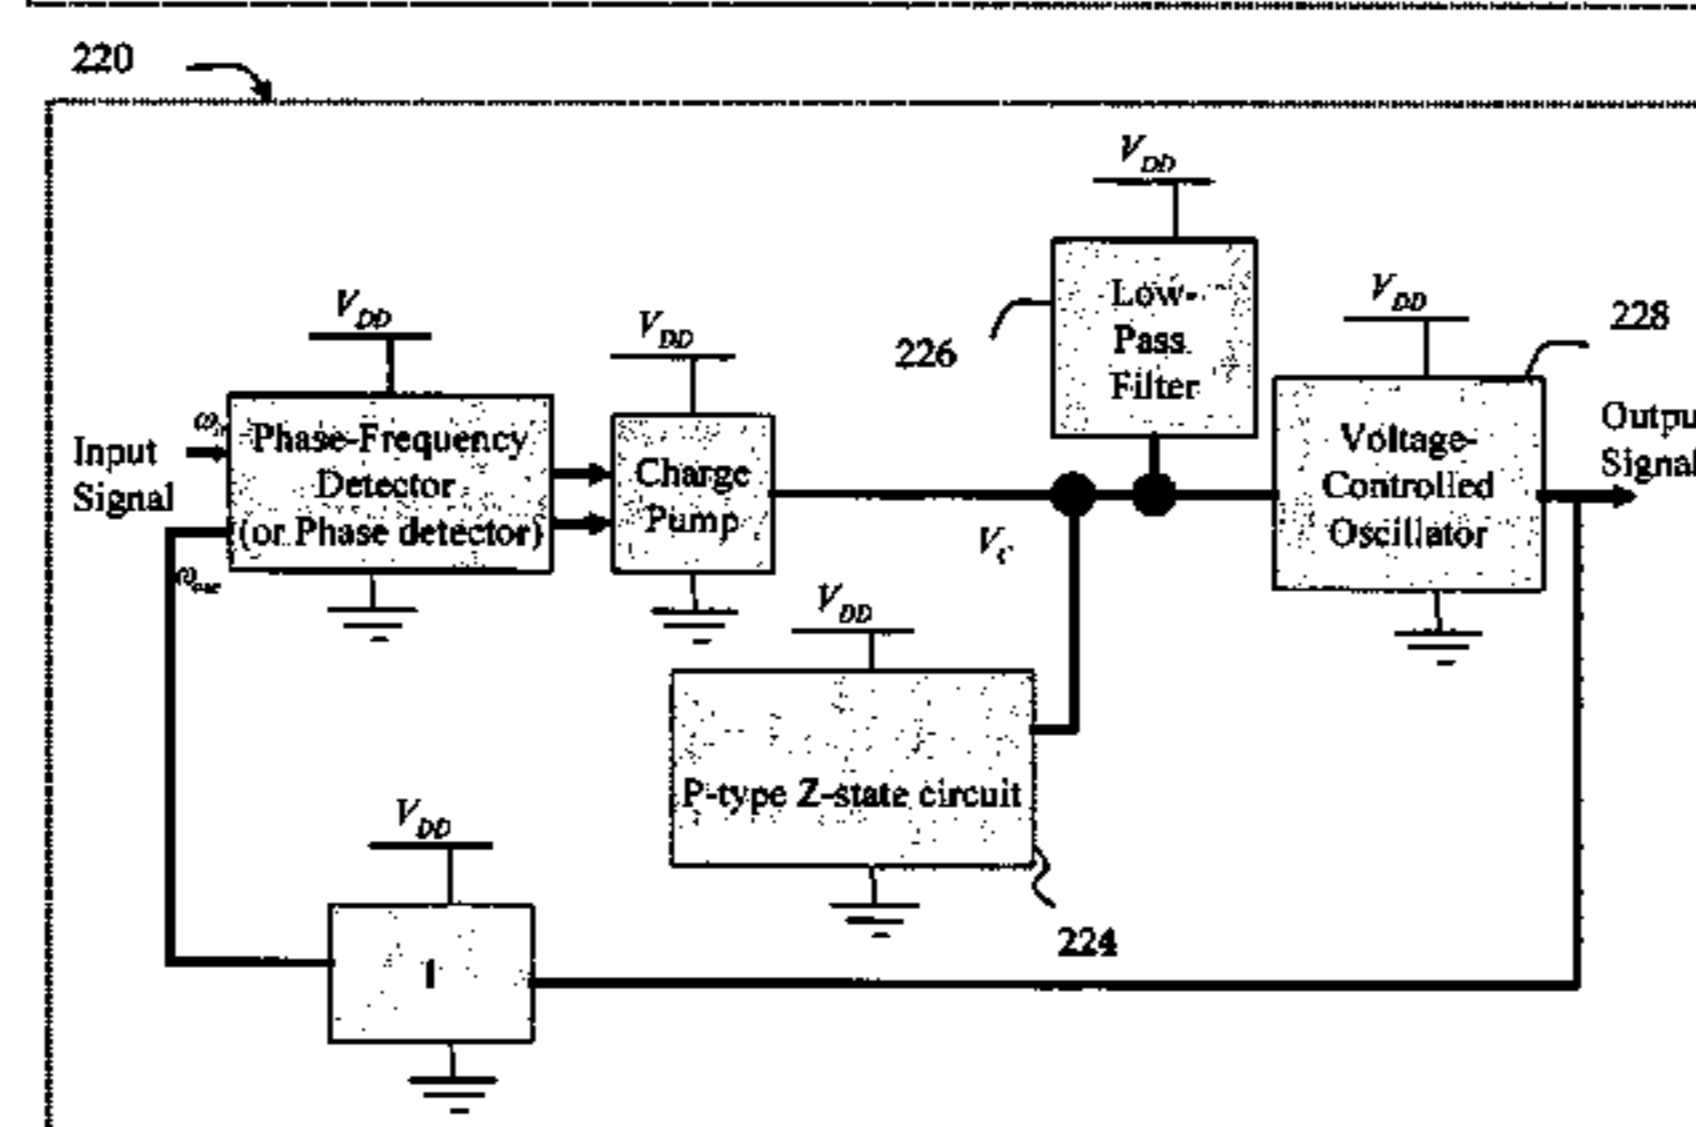 220
V_DD
Low-
Pass
Filter
226
V_DD
228
V_DD
V_DD
Input
Signal
Phase-Frequency
Detector
(or Phase detector)
Charge
Pump
V_C
Voltage-
Controlled
Oscillator
Outpu
Signal
V_DD
P-type Z-state circuit
224
V_DD
1